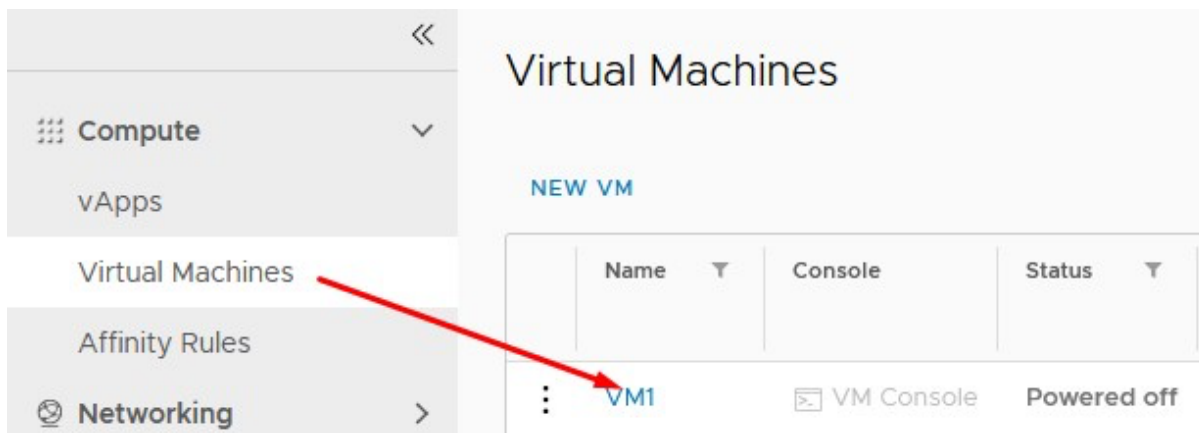 Compute
vApps
Virtual Machines
Affinity Rules
Networking
Virtual Machines
NEW VM
Name Console Status
VM1 VM Console Powered off